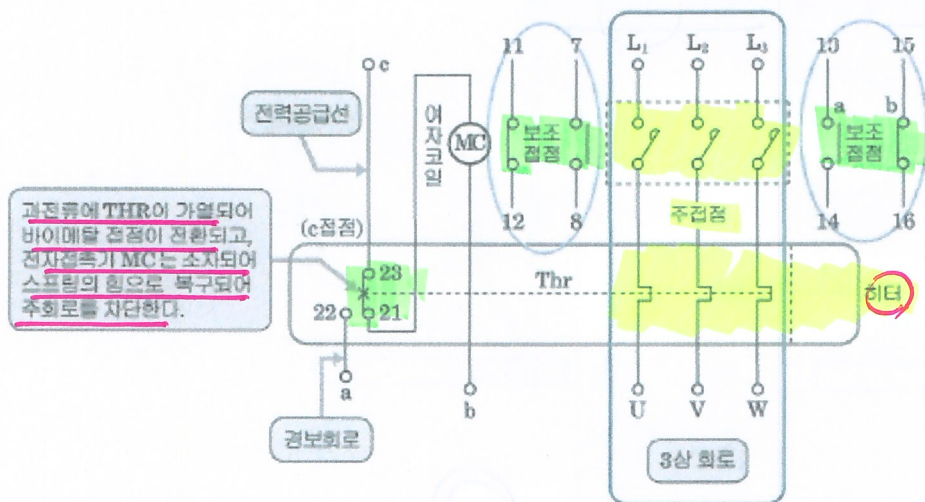 11
7
L₁
L₂
L₃
13
15
c
전력공급선
여자코일
MC
보조
접점
a
b
보조
접점
12
8
주접점
14
16
과전류에 THR이 가열되어
바이메탈 접점이 전환되고,
전자접촉기 MC는 소자되어
스프링의 힘으로 복구되어
주회로를 차단한다.
(c접점)
23
22
21
Thr
히터
a
b
U
V
W
경보회로
3상 회로